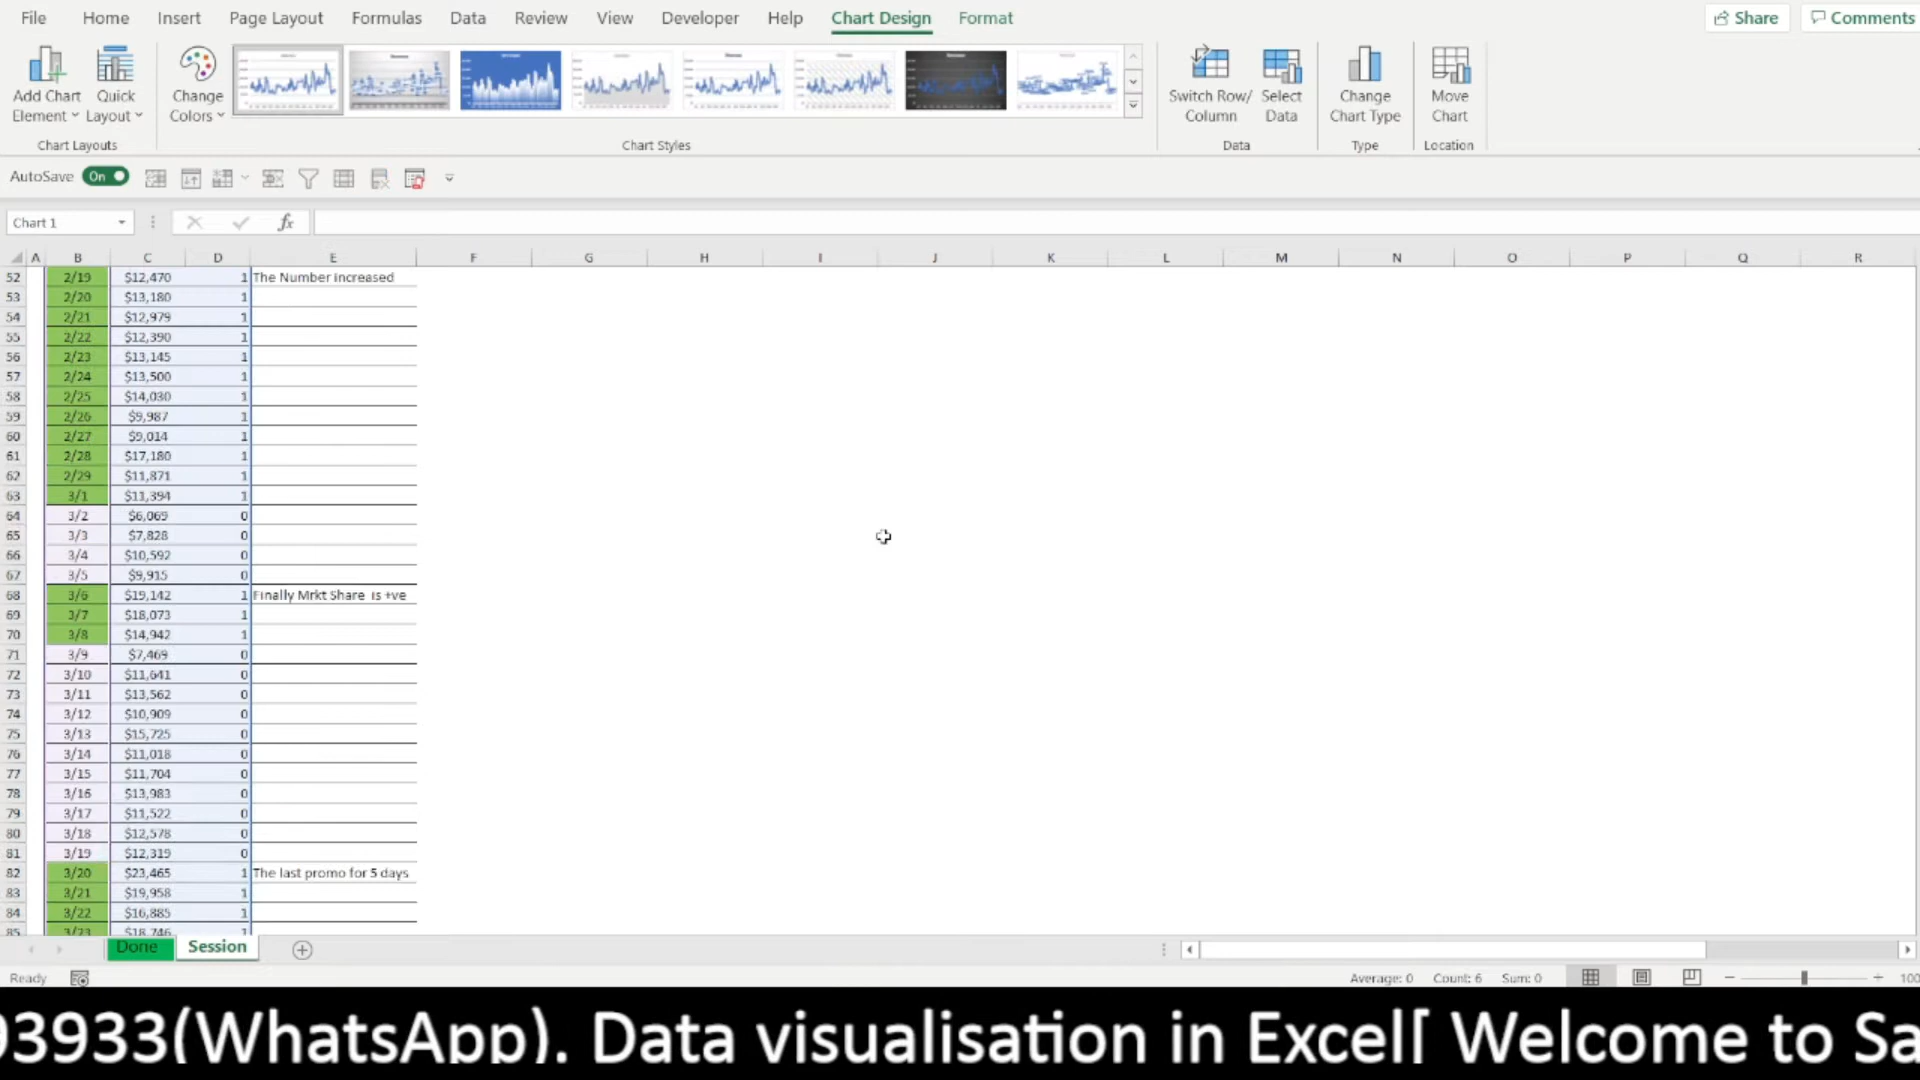 File Home Insert Page Layout Formulas Data Review View Developer Help Chart Design Format Share Comments
Add Chart Element Quick Layout Change Colors Switch Row/ Column Select Data Change Chart Type Move Chart
Chart Layouts Chart Styles Data Type Location
AutoSave On
Chart 1 fx
A B C D E F G H I J K L M N O P Q R
52 2/19 $12,470 1 The Number Increased
53 2/20 $13,180 1
54 2/21 $12,979 1
55 2/22 $12,390 1
56 2/23 $13,145 1
57 2/24 $13,500 1
58 2/25 $14,030 1
59 2/26 $9,987 1
60 2/27 $9,014 1
61 2/28 $17,180 1
62 2/29 $11,871 1
63 3/1 $11,394 1
64 3/2 $6,069 0
65 3/3 $7,828 0
66 3/4 $10,592 0
67 3/5 $9,915 0
68 3/6 $19,142 1 Finally Mrkt Share is +ve
69 3/7 $18,073 1
70 3/8 $14,942 1
71 3/9 $7,469 0
72 3/10 $11,641 0
73 3/11 $13,562 0
74 3/12 $10,909 0
75 3/13 $15,725 0
76 3/14 $11,018 0
77 3/15 $11,704 0
78 3/16 $13,983 0
79 3/17 $11,522 0
80 3/18 $12,578 0
81 3/19 $12,319 0
82 3/20 $23,465 1 The last promo for 5 days
83 3/21 $19,958 1
84 3/22 $16,885 1
85 3/23 $18,746 1
Done Session
Ready Average: 0 Count: 6 Sum: 0 100
93933(WhatsApp). Data visualisation in Excel[ Welcome to Sa